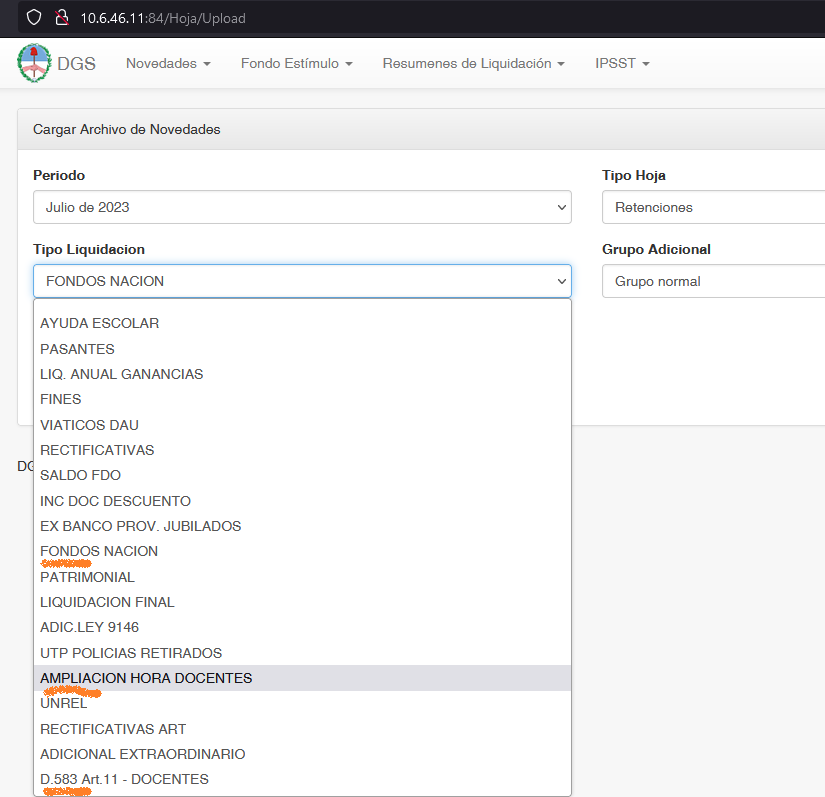 10.6.46.11:84/Hoja/Upload
DGS Novedades Fondo Estímulo Resumenes de Liquidación IPSST
Cargar Archivo de Novedades
Periodo Tipo Hoja
Julio de 2023 Retenciones
Tipo Liquidacion Grupo Adicional
FONDOS NACION Grupo normal
AYUDA ESCOLAR
PASANTES
LIQ. ANUAL GANANCIAS
FINES
VIATICOS DAU
RECTIFICATIVAS
SALDO FDO
INC DOC DESCUENTO
EX BANCO PROV. JUBILADOS
FONDOS NACION
PATRIMONIAL
LIQUIDACION FINAL
ADIC.LEY 9146
UTP POLICIAS RETIRADOS
AMPLIACION HORA DOCENTES
UNREL
RECTIFICATIVAS ART
ADICIONAL EXTRAORDINARIO
D.583 Art.11 - DOCENTES